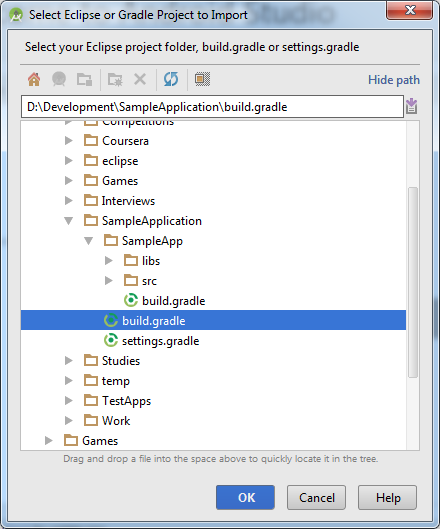 Select Eclipse or Gradle Project to Import
Select your Eclipse project folder, build.gradle or settings.gradle
Hide path
D:\Development\SampleApplication\build.gradle
Competitions
Coursera
eclipse
Games
Interviews
SampleApplication
SampleApp
libs
src
build.gradle
build.gradle
settings.gradle
Studies
temp
TestApps
Work
Games
Drag and drop a file into the space above to quickly locate it in the tree.
OK
Cancel
Help